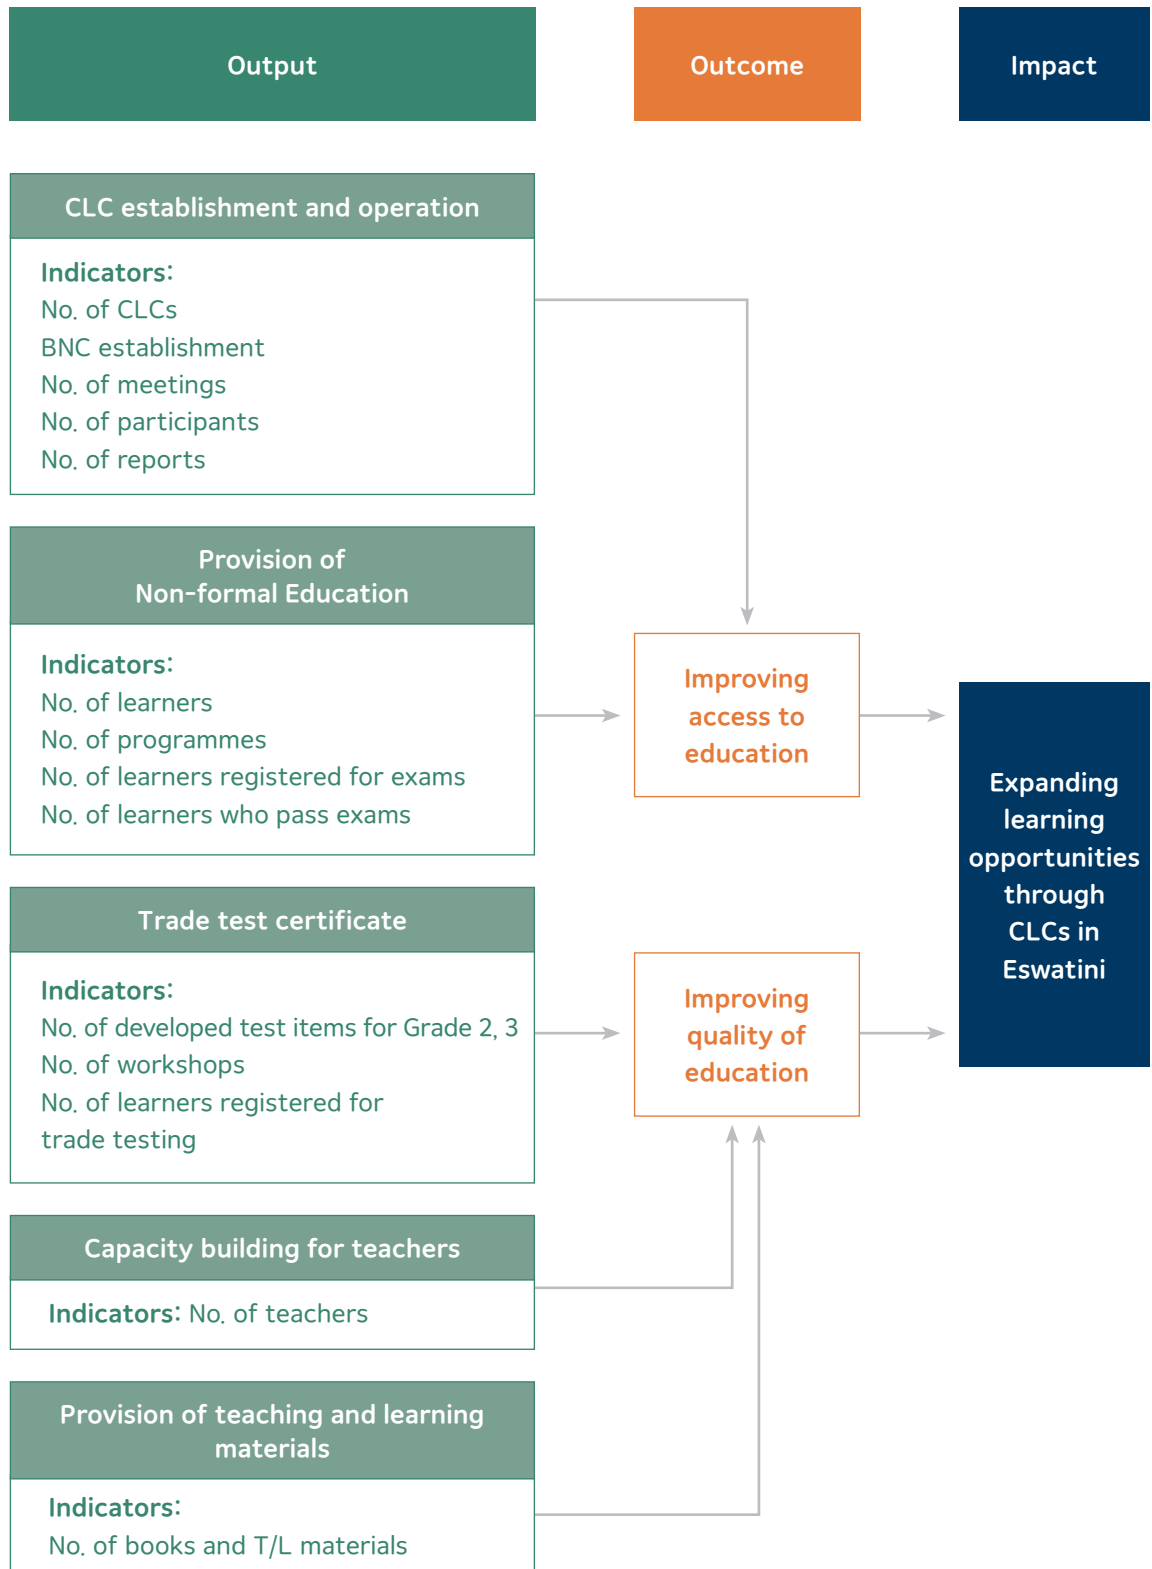 Output
Outcome
Impact
CLC establishment and operation
Indicators:
No. of CLCs
BNC establishment
No. of meetings
No. of participants
No. of reports
Provision of
Non-formal Education
Indicators:
No. of learners
No. of programmes
No. of learners registered for exams
No. of learners who pass exams
Trade test certificate
Indicators:
No. of developed test items for Grade 2, 3
No. of workshops
No. of learners registered for
trade testing
Capacity building for teachers
Indicators: No. of teachers
Provision of teaching and learning
materials
Indicators:
No. of books and T/L materials
Improving
access to
education
Improving
quality of
education
Expanding
learning
opportunities
through
CLCs in
Eswatini